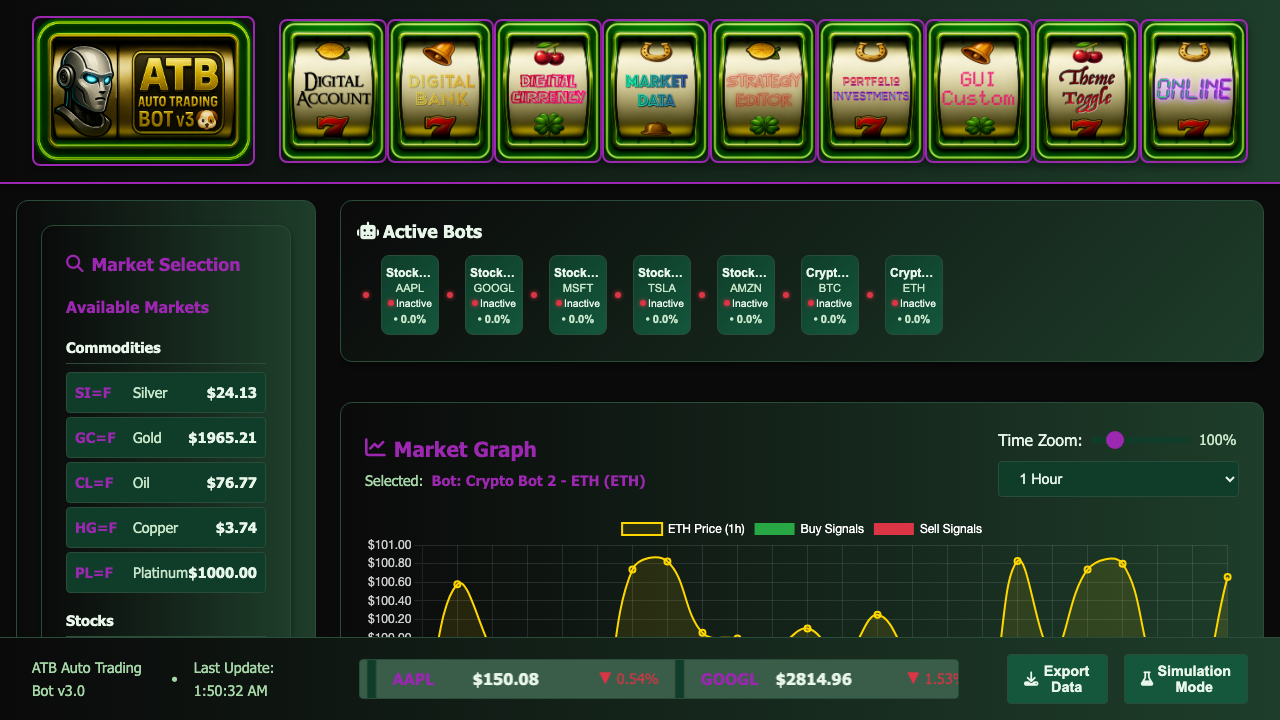 ATB
AUTO TRADING
BOT v3
DIGITAL
ACCOUNT
DIGITAL
BANK
DIGITAL
CURRENCY
MARKET
DATA
STRATEGY
EDITOR
PORTFOLIO
INVESTMENTS
GUI
Custom
Theme
Toggle
ONLINE
Market Selection
Available Markets
Commodities
SI=F Silver $24.13
GC=F Gold $1965.21
CL=F Oil $76.77
HG=F Copper $3.74
PL=F Platinum $1000.00
Stocks
Active Bots
Stock... Stock... Stock... Stock... Stock... Crypt... Crypt...
AAPL GOOGL MSFT TSLA AMZN BTC ETH
Inactive Inactive Inactive Inactive Inactive Inactive Inactive
• 0.0% • 0.0% • 0.0% • 0.0% • 0.0% • 0.0% • 0.0%
Market Graph
Selected: Bot: Crypto Bot 2 - ETH (ETH)
Time Zoom: 100%
1 Hour
ETH Price (1h) Buy Signals Sell Signals
$101.00
$100.80
$100.60
$100.40
$100.20
$100.00
ATB Auto Trading
Bot v3.0
•
Last Update:
1:50:32 AM
AAPL $150.08 ▼ 0.54% GOOGL $2814.96 ▼ 1.53%
Export
Data
Simulation
Mode